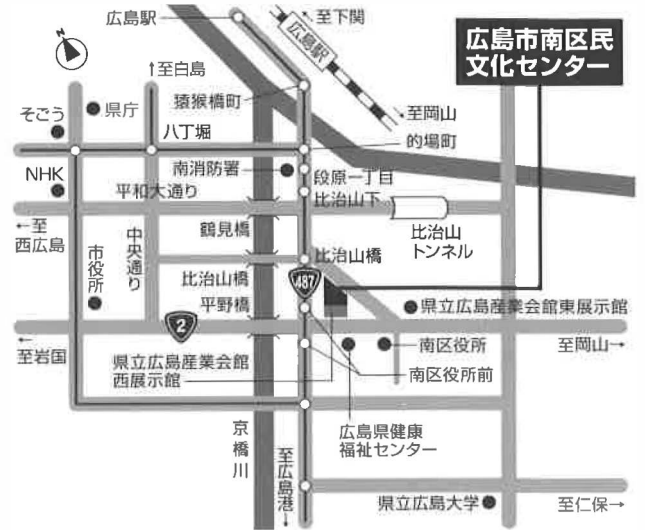 広島駅
←至下関
広島駅
広島市南区民
文化センター
↑至白島
猿猴橋町
→至岡山
そごう
県庁
八丁堀
的場町
南消防署
段原一丁目
NHK
平和大通り
比治山下
←至
西広島
鶴見橋
比治山
トンネル
市役所
中央通り
比治山橋
比治山橋
487
平野橋
県立広島産業会館東展示館
2
←至岩国
県立広島産業会館
西展示館
南区役所
至岡山→
南区役所前
京橋川
広島県健康
福祉センター
至広島港→
県立広島大学
至仁保→